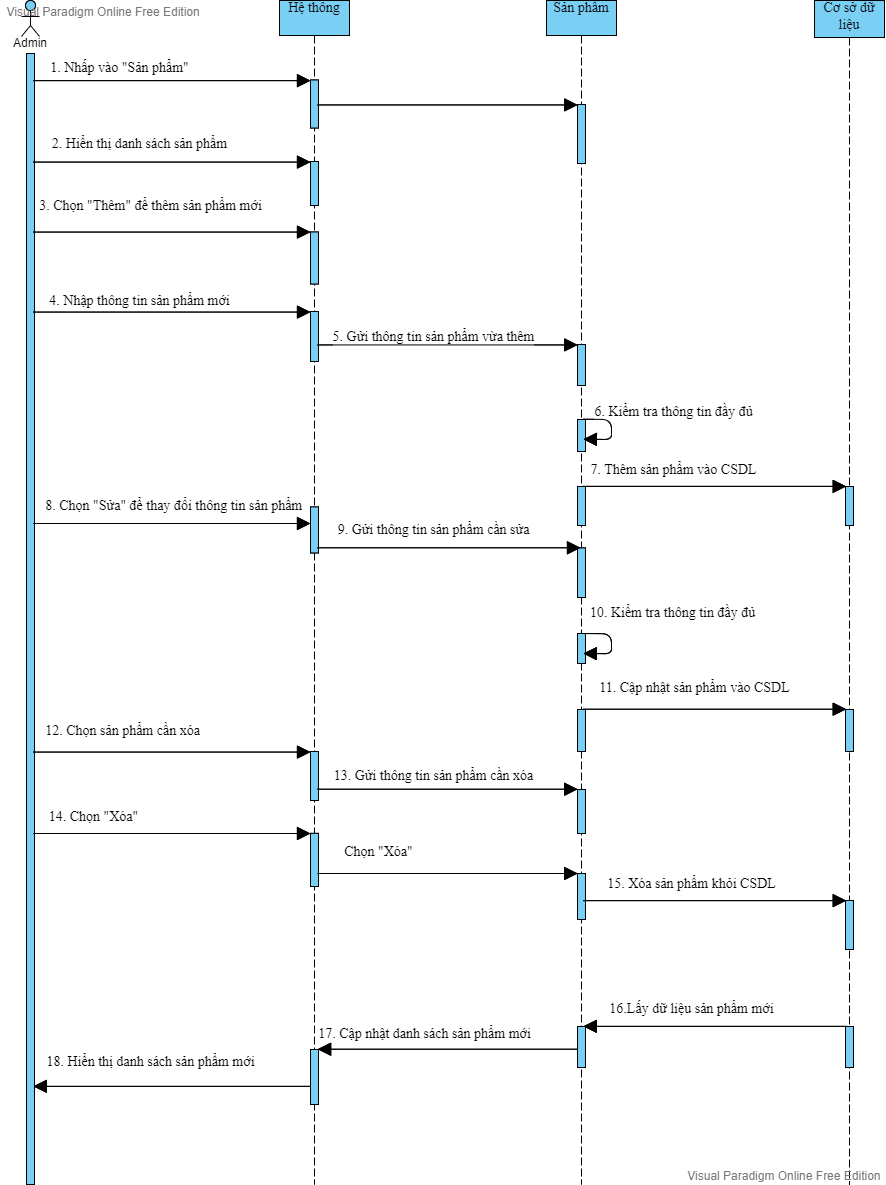 Visual Paradigm Online Free Edition
Admin
Hệ thống
Sản phẩm
Cơ sở dữ
liệu
1. Nhấp vào "Sản phẩm"
2. Hiển thị danh sách sản phẩm
3. Chọn "Thêm" để thêm sản phẩm mới
4. Nhập thông tin sản phẩm mới
5. Gửi thông tin sản phẩm vừa thêm
6. Kiểm tra thông tin đầy đủ
7. Thêm sản phẩm vào CSDL
8. Chọn "Sửa" để thay đổi thông tin sản phẩm
9. Gửi thông tin sản phẩm cần sửa
10. Kiểm tra thông tin đầy đủ
11. Cập nhật sản phẩm vào CSDL
12. Chọn sản phẩm cần xóa
13. Gửi thông tin sản phẩm cần xóa
14. Chọn "Xóa"
Chọn "Xóa"
15. Xóa sản phẩm khỏi CSDL
16.Lấy dữ liệu sản phẩm mới
17. Cập nhật danh sách sản phẩm mới
18. Hiển thị danh sách sản phẩm mới
Visual Paradigm Online Free Edition